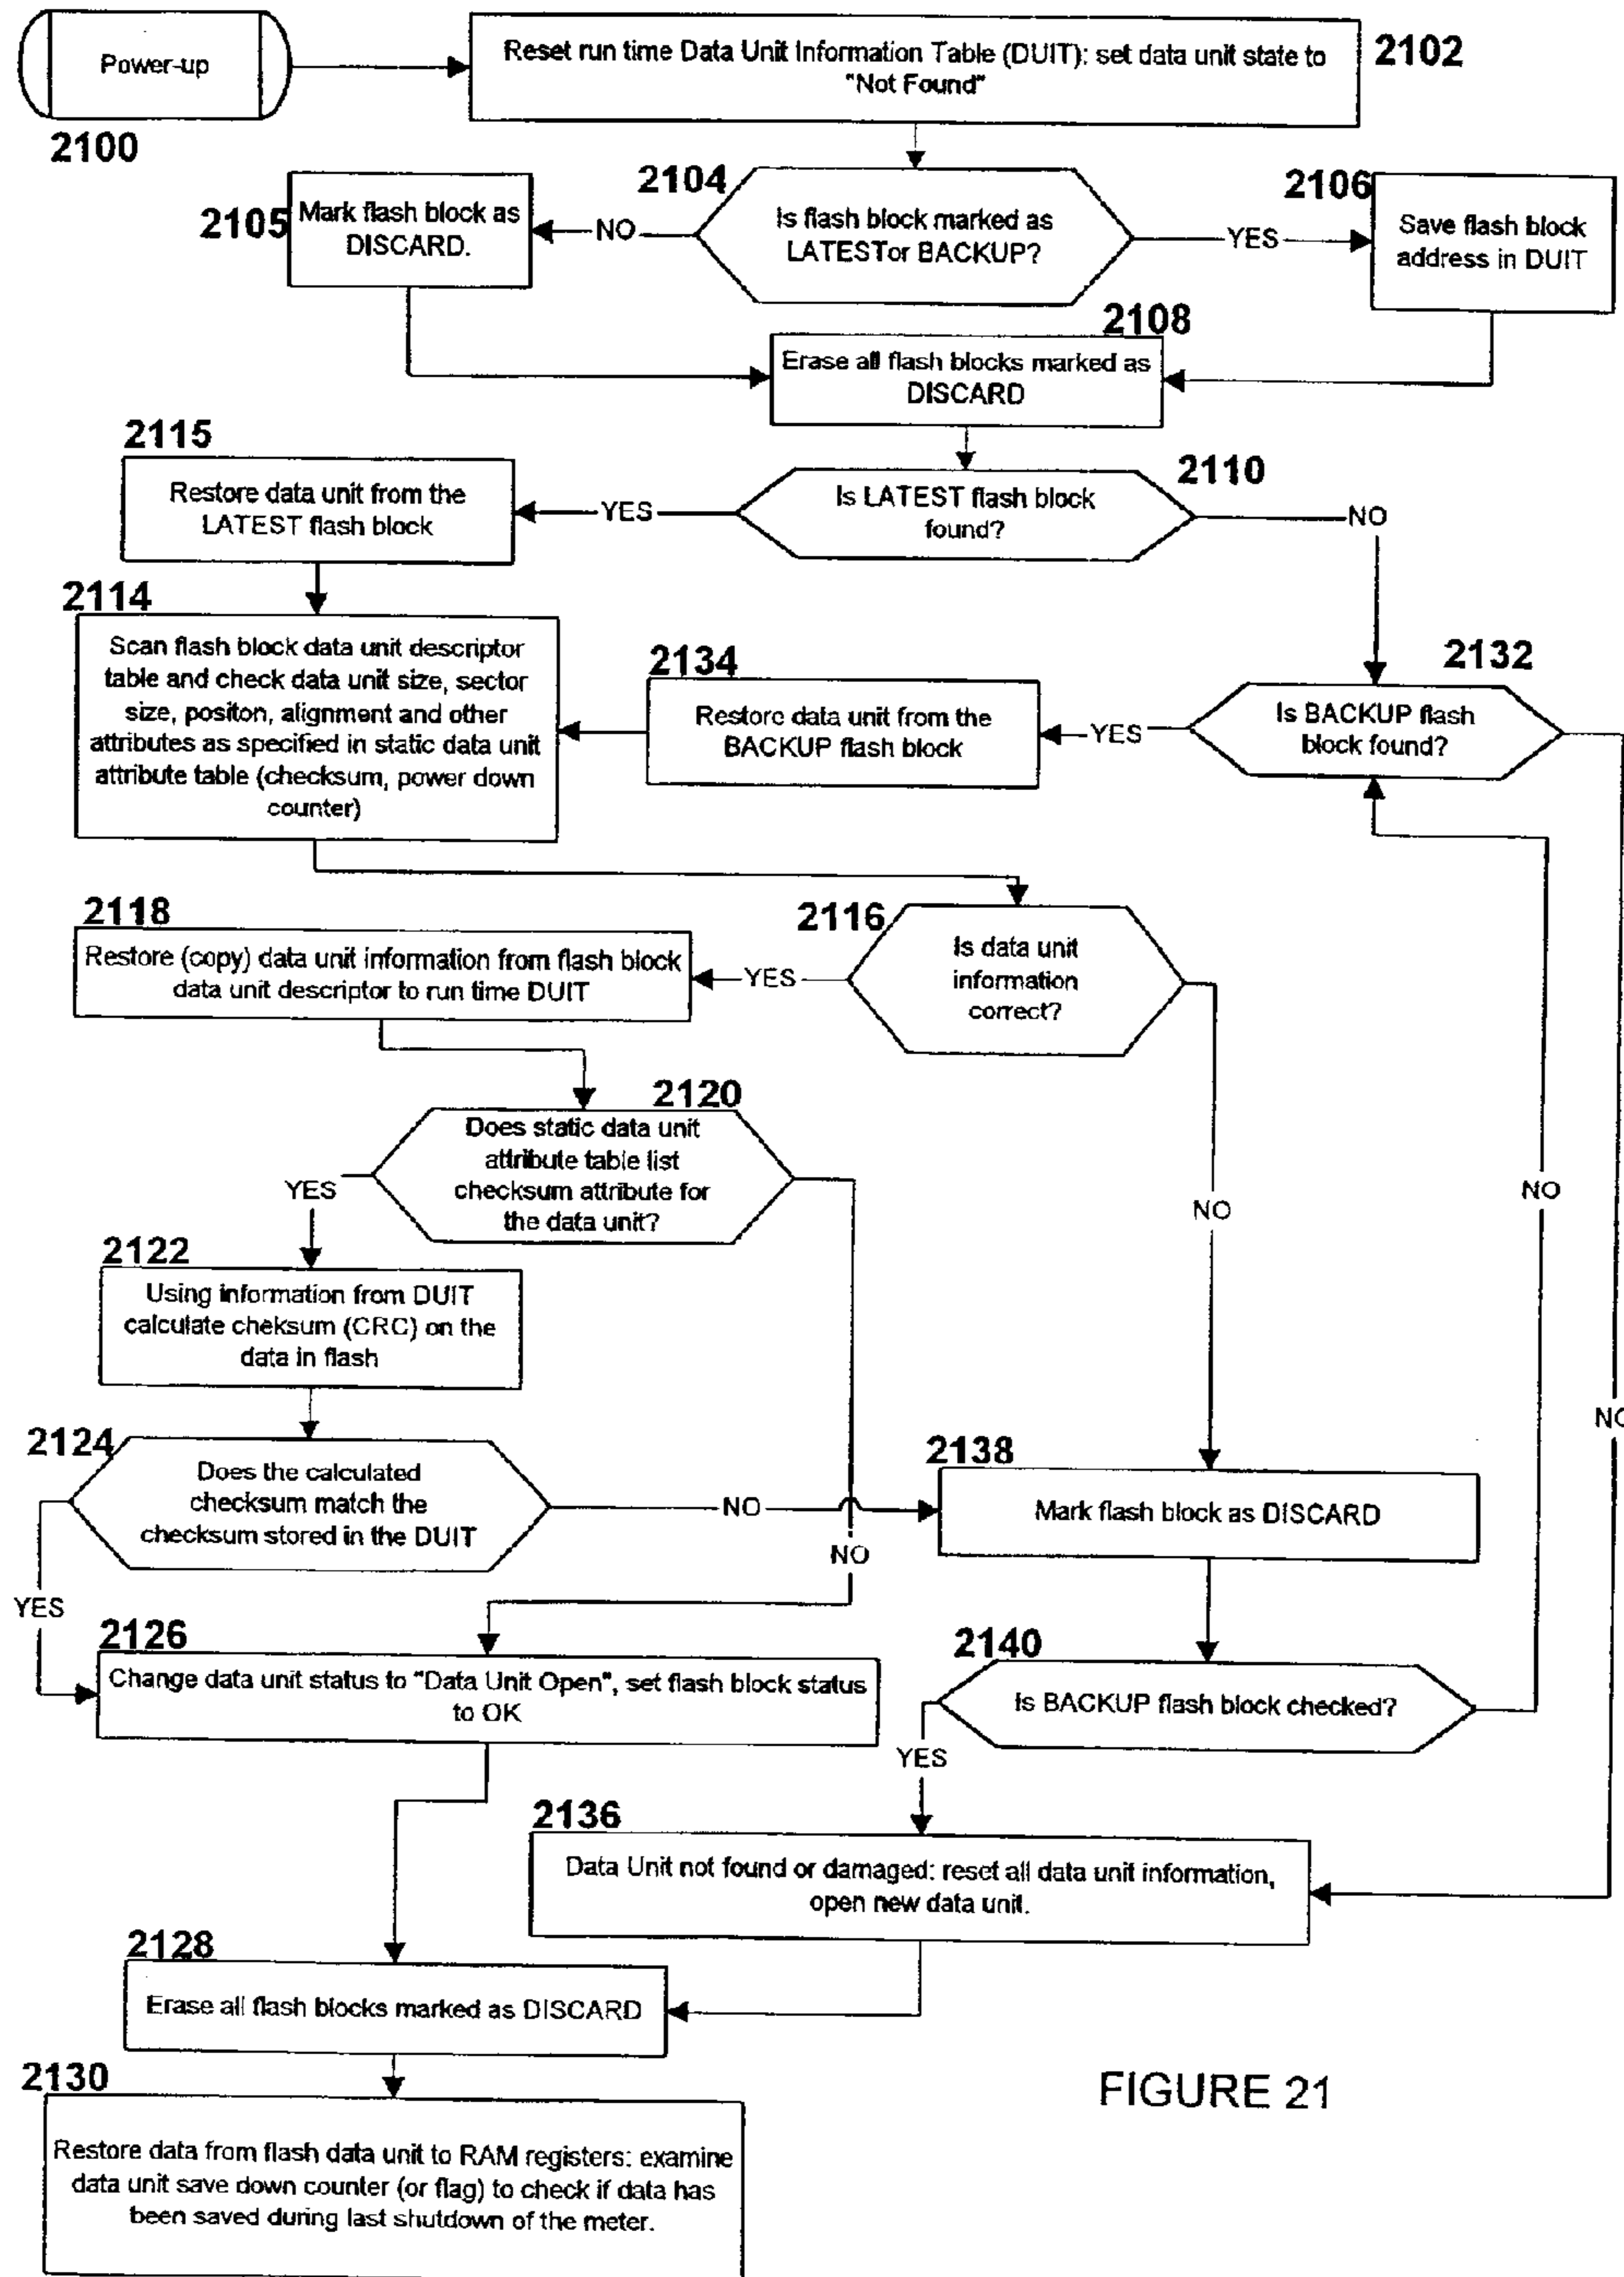 Power-up
2100
Reset run time Data Unit Information Table (DUIT): set data unit state to
"Not Found"
2102
2104
Is flash block marked as
LATESTor BACKUP?
NO
2105
Mark flash block as
DISCARD.
YES
2106
Save flash block
address in DUIT
2108
Erase all flash blocks marked as
DISCARD
2110
Is LATEST flash block
found?
YES
NO
2115
Restore data unit from the
LATEST flash block
2114
Scan flash block data unit descriptor
table and check data unit size, sector
size, positon, alignment and other
attributes as specified in static data unit
attribute table (checksum, power down
counter)
2134
Restore data unit from the
BACKUP flash block
YES
2132
Is BACKUP flash
block found?
2116
Is data unit
information
correct?
YES
2118
Restore (copy) data unit information from flash block
data unit descriptor to run time DUIT
2120
Does static data unit
attribute table list
checksum attribute for
the data unit?
YES
NO
NO
2122
Using information from DUIT
calculate cheksum (CRC) on the
data in flash
NO
2124
Does the calculated
checksum match the
checksum stored in the DUIT
NO
2138
Mark flash block as DISCARD
NO
YES
2126
Change data unit status to "Data Unit Open", set flash block status
to OK
2140
Is BACKUP flash block checked?
YES
2136
Data Unit not found or damaged: reset all data unit information,
open new data unit.
2128
Erase all flash blocks marked as DISCARD
2130
Restore data from flash data unit to RAM registers: examine
data unit save down counter (or flag) to check if data has
been saved during last shutdown of the meter.
FIGURE 21